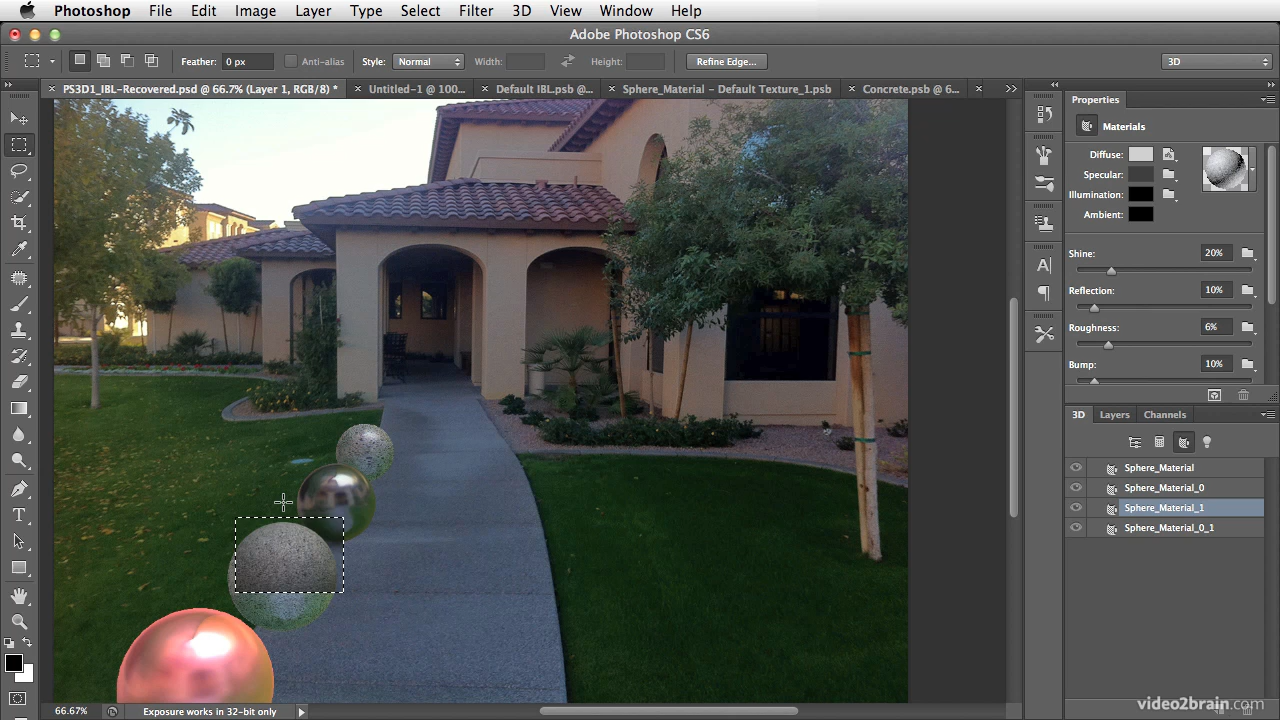 Photoshop File Edit Image Layer Type Select Filter 3D View Window Help
Adobe Photoshop CS6
Feather: 0 px Anti-alias Style: Normal Width: Height: Refine Edge... 3D
PS3D1_IBL-Recovered.psd @ 66.7% (Layer 1, RGB/8) * Untitled-1 @ 100... Default IBL.psb @... Sphere_Material - Default Texture_1.psb Concrete.psb @ 6...
Properties
Materials
Diffuse:
Specular:
Illumination:
Ambient:
Shine: 20%
Reflection: 10%
Roughness: 6%
Bump: 10%
3D Layers Channels
Sphere_Material
Sphere_Material_0
Sphere_Material_1
Sphere_Material_0_1
66.67% Exposure works in 32-bit only
video2brain.com